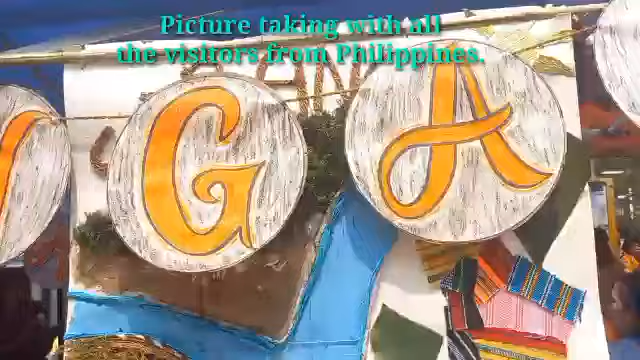 Picture taking with all
the visitors from Philippines.
G A